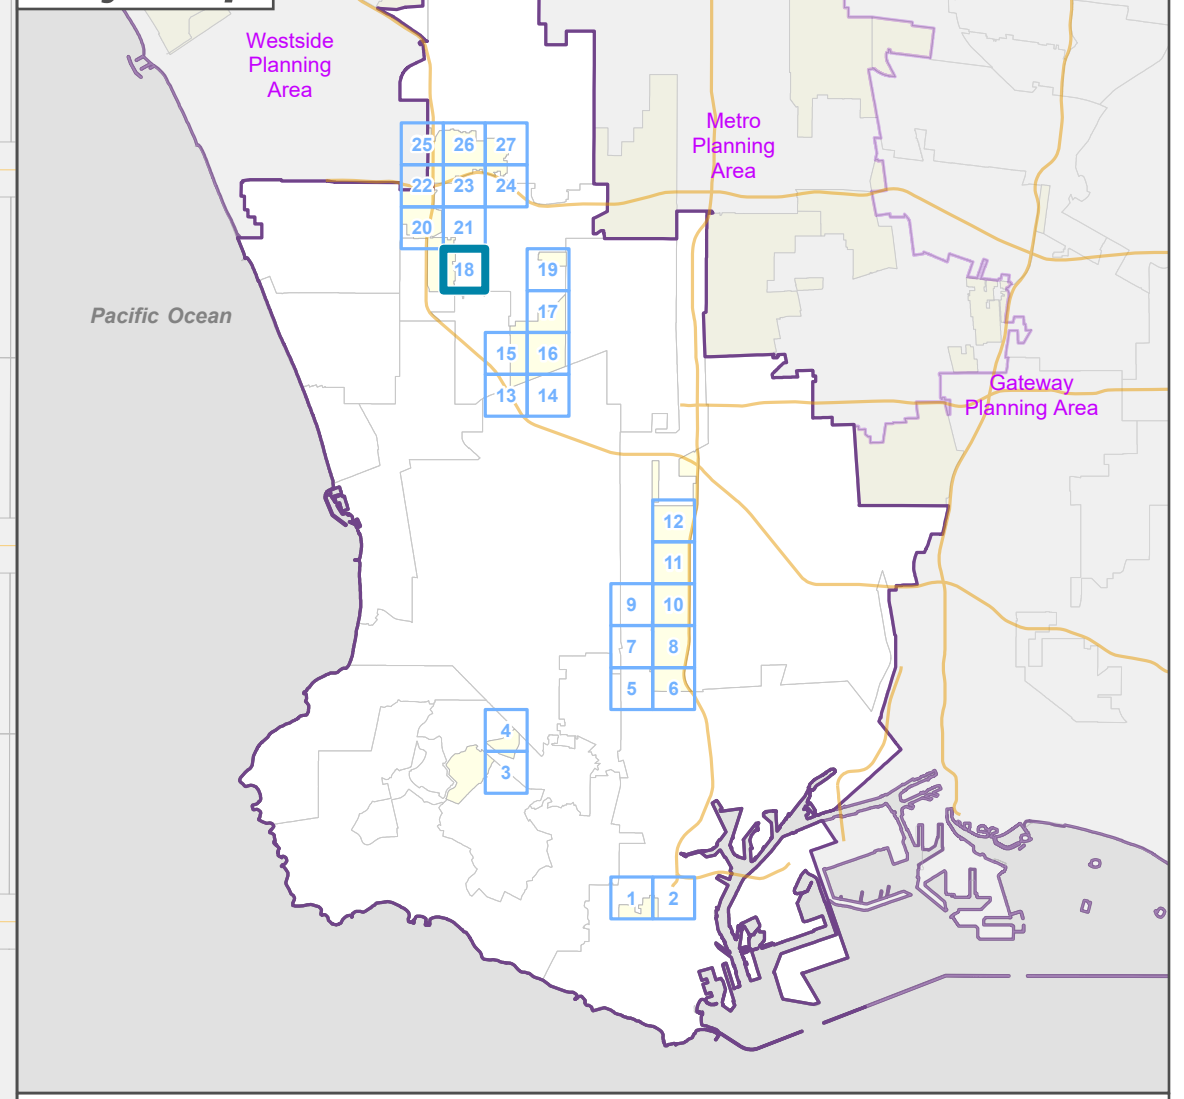 Westside
Planning
Area
Metro
Planning
Area
25 26 27
22 23 24
20 21
18 19
Pacific Ocean
17
15 16
Gateway
Planning Area
13 14
12
11
9 10
7 8
5 6
4
3
1 2